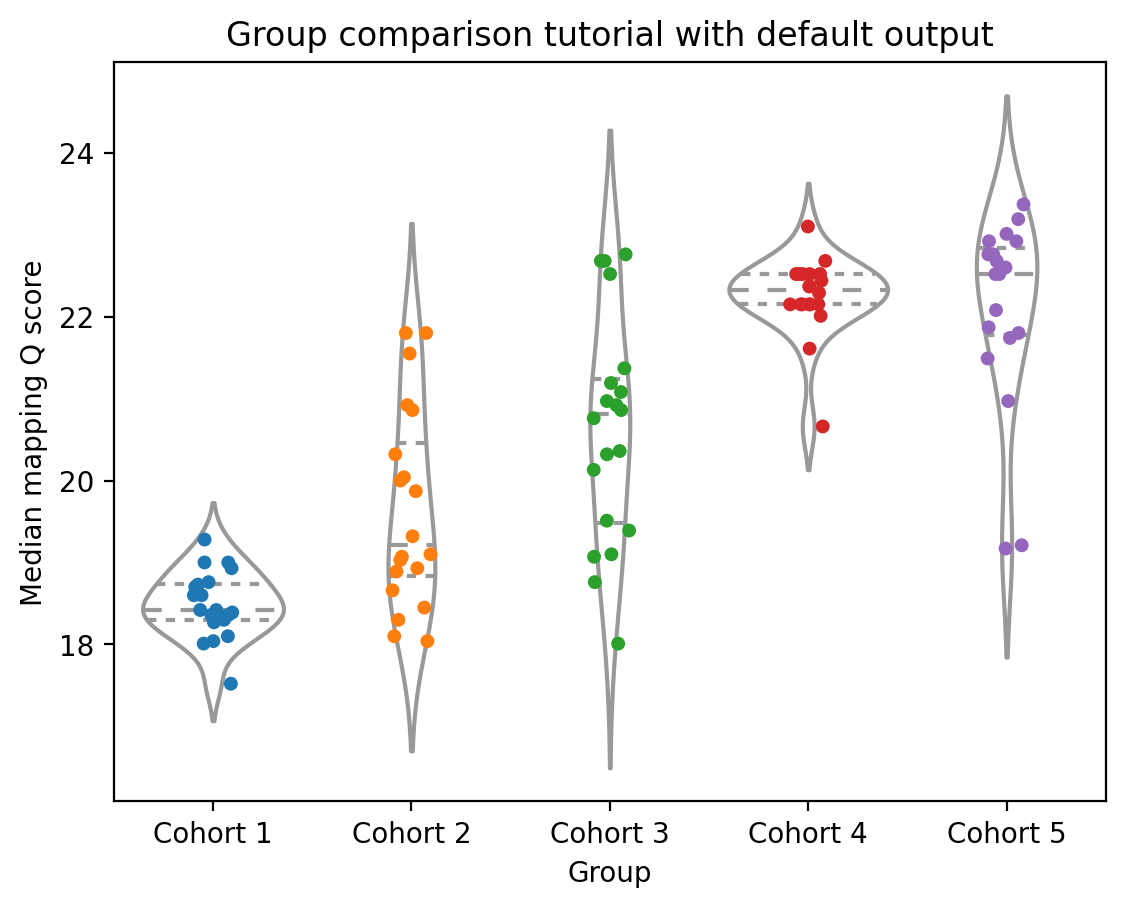 Group comparison tutorial with default output
Median mapping Q score
24
22
20
18
Cohort 1 Cohort 2 Cohort 3 Cohort 4 Cohort 5
Group